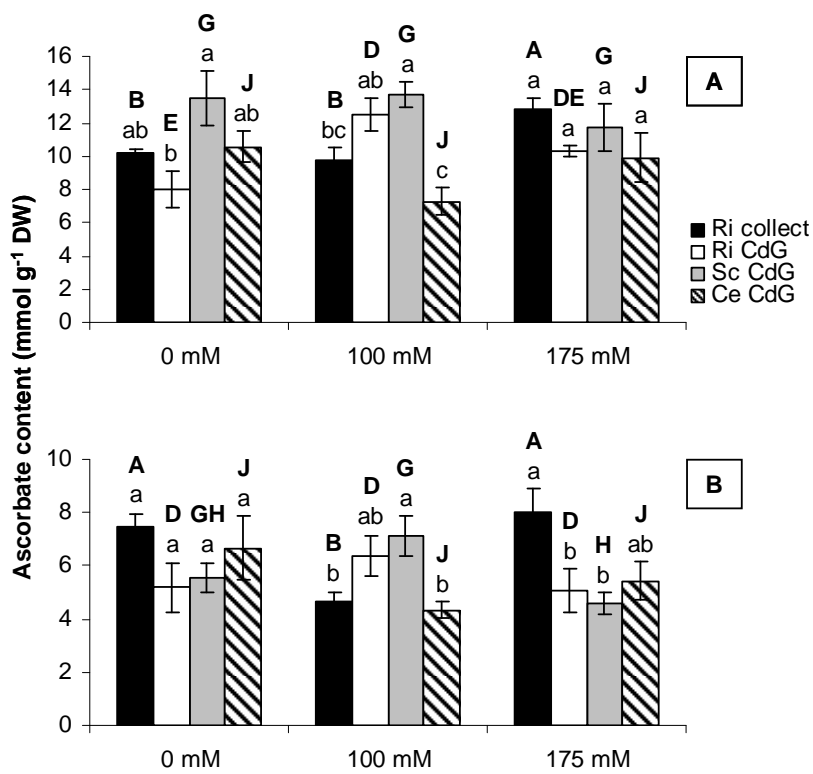 Ascorbate content (mmol g⁻¹ DW)
G
a
D
G
A
G
J
ab
a
a
DE
a
J
A
16
B
ab
E
b
ab
B
bc
J
c
a
a
14
12
10
8
6
4
2
0
0 mM
100 mM
175 mM
Ri collect
Ri CdG
Sc CdG
Ce CdG
A
a
D
a
GH
a
J
a
B
b
D
ab
G
a
J
b
A
a
D
b
H
b
J
ab
B
10
8
6
4
2
0
0 mM
100 mM
175 mM